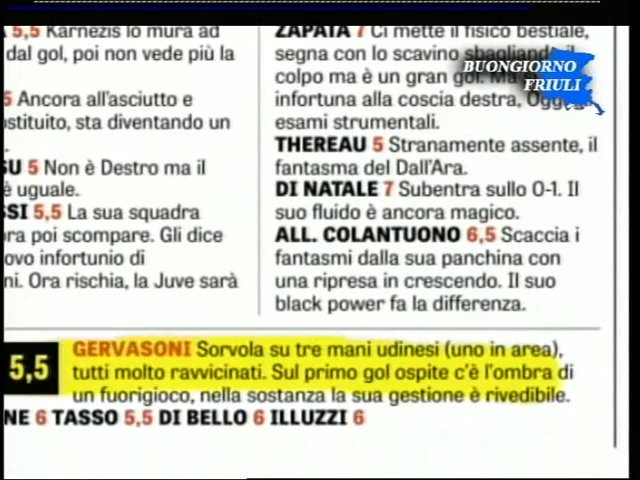 5,5 Karnezis lo mura ad
dal gol, poi non vede più la
5 Ancora all'asciutto e
ostituito, sta diventando un
SU 5 Non è Destro ma il
è uguale.
SSI 5,5 La sua squadra
ra poi scompare. Gli dice
ovo infortunio di
ni. Ora rischia, la Juve sarà
ZAPATA 7 Ci mette il fisico bestiale,
segna con lo scavino sbagliando il
colpo ma è un gran gol. Ma
infortuna alla coscia destra, Oggi
esami strumentali.
THEREAU 5 Stranamente assente, il
fantasma del Dall'Ara.
DI NATALE 7 Subentra sullo 0-1. Il
suo fluido è ancora magico.
ALL. COLANTUONO 6,5 Scaccia i
fantasmi dalla sua panchina con
una ripresa in crescendo. Il suo
black power fa la differenza.
BUONGIORNO
FRIULI
5,5
GERVASONI Sorvola su tre mani udinesi (uno in area),
tutti molto ravvicinati. Sul primo gol ospite c'è l'ombra di
un fuorigioco, nella sostanza la sua gestione è rivedibile.
NE 6 TASSO 5,5 DI BELLO 6 ILLUZZI 6